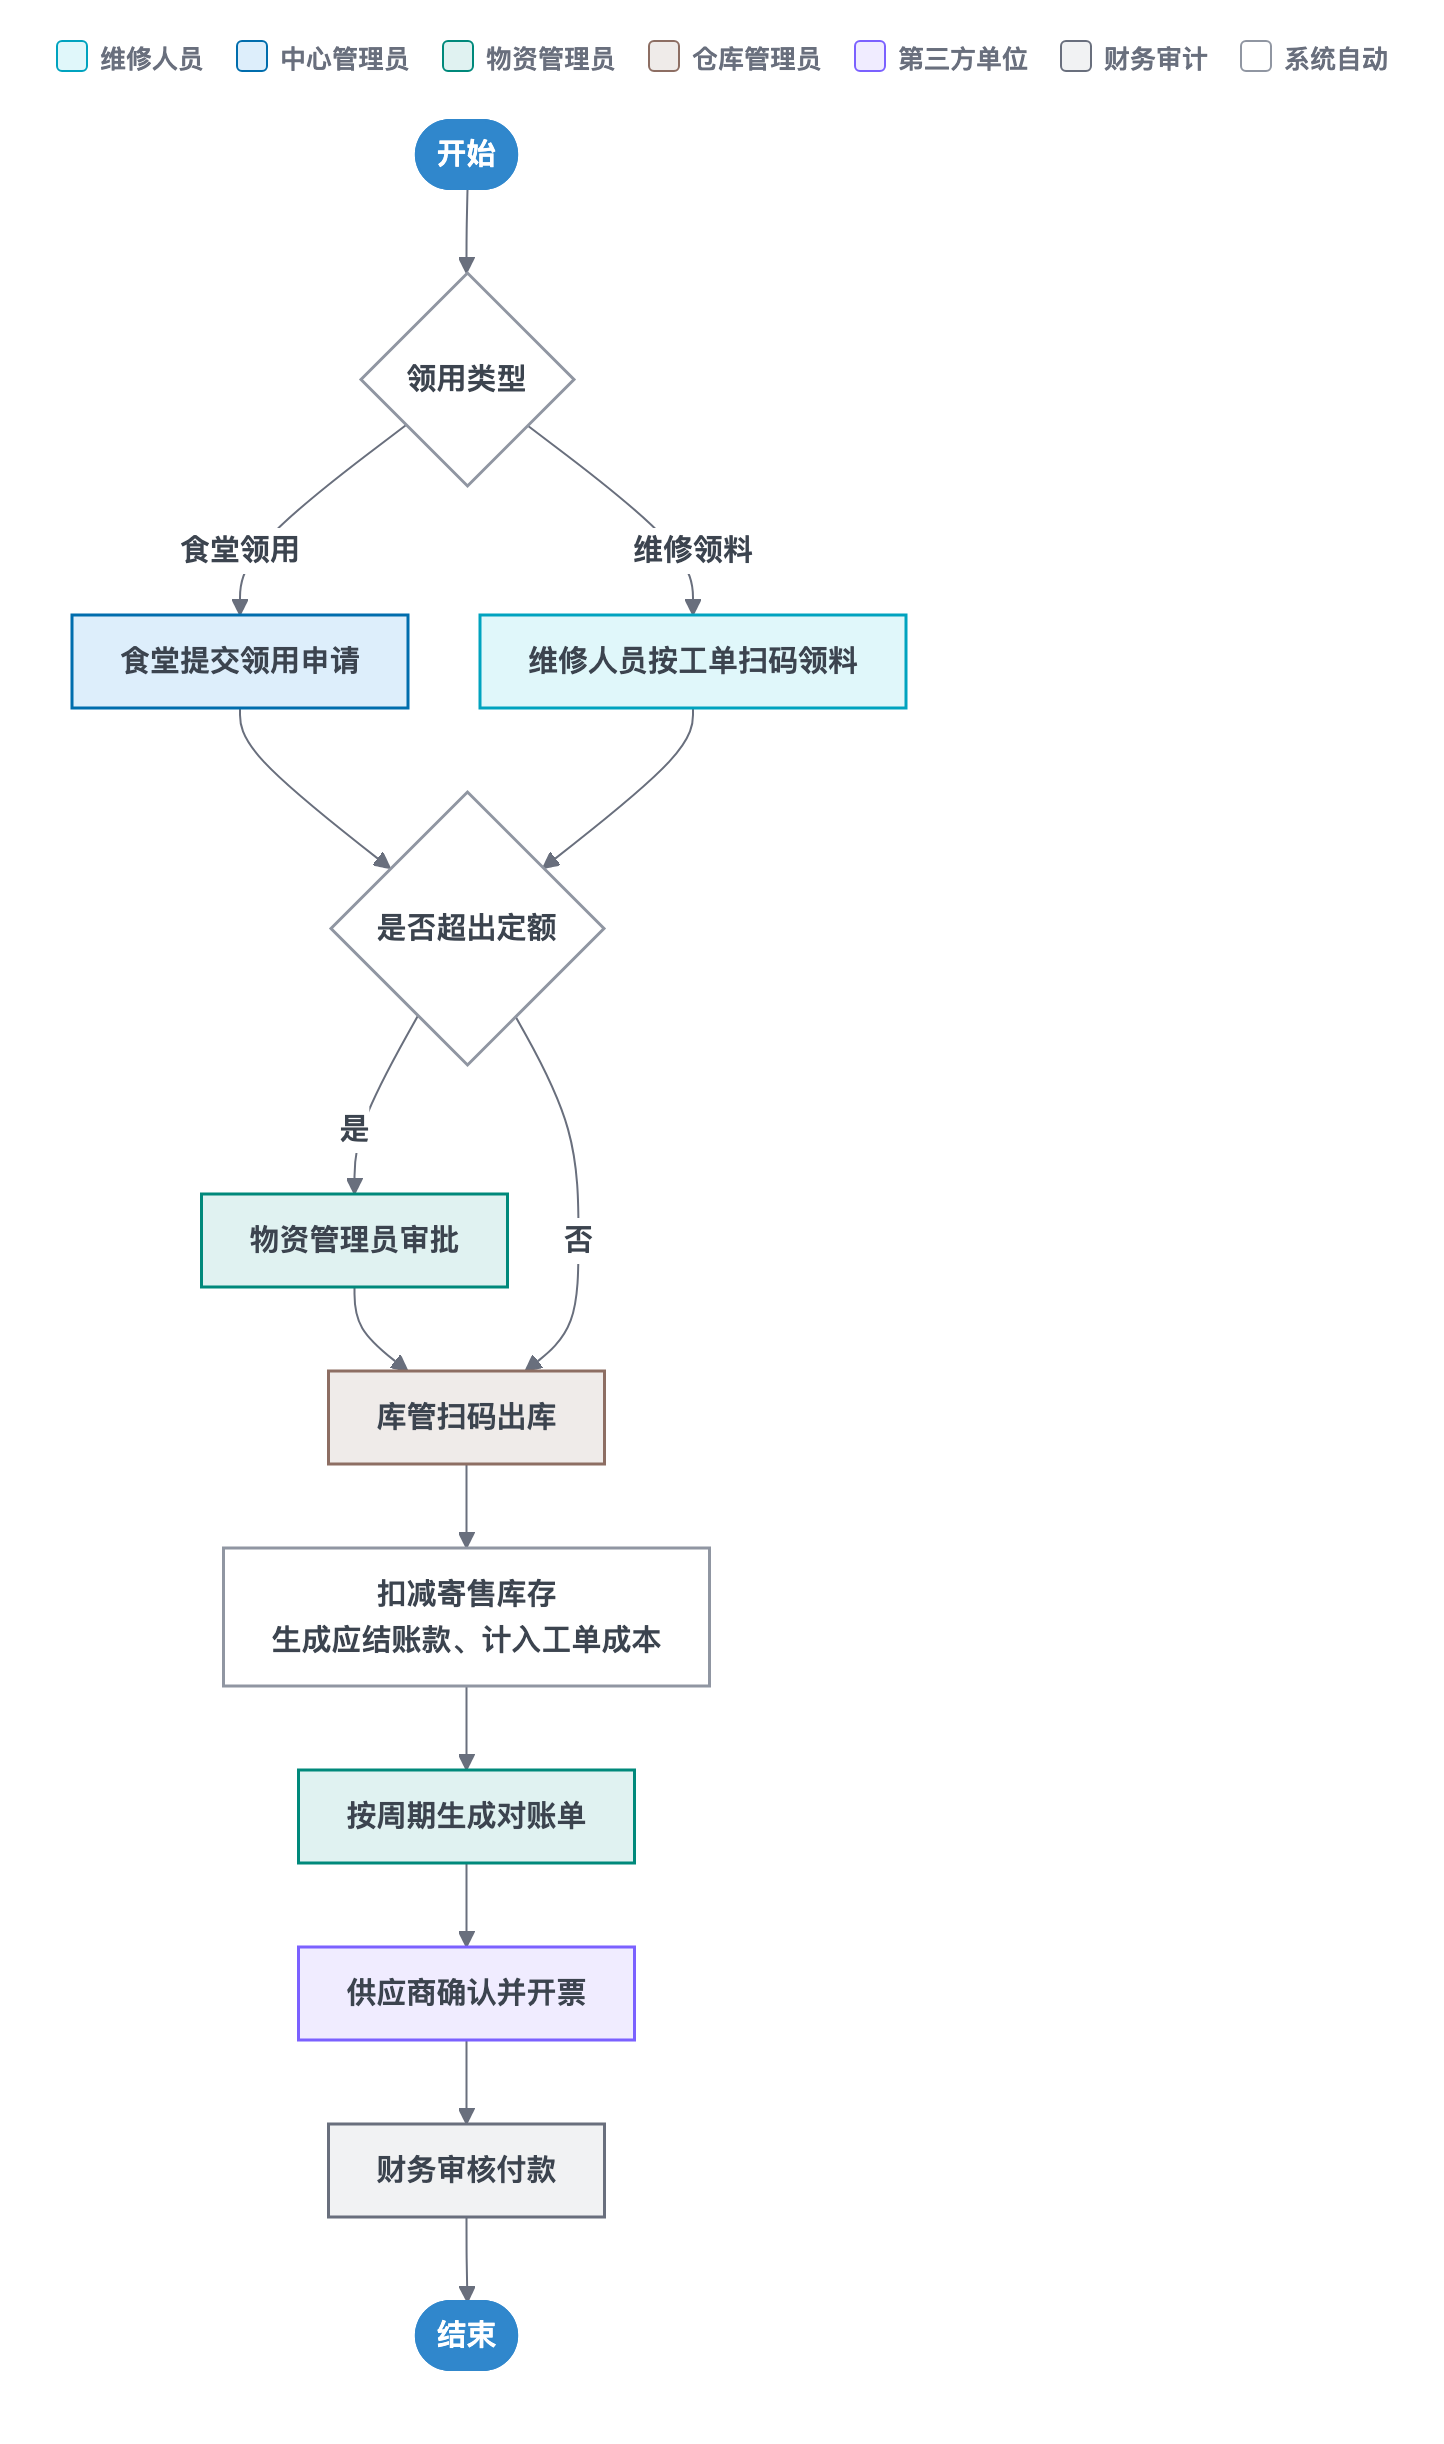 维修人员 中心管理员 物资管理员 仓库管理员 第三方单位 财务审计 系统自动
开始
领用类型
食堂领用 维修领料
食堂提交领用申请 维修人员按工单扫码领料
是否超出定额
是
物资管理员审批 否
库管扫码出库
扣减寄售库存
生成应结账款、计入工单成本
按周期生成对账单
供应商确认并开票
财务审核付款
结束